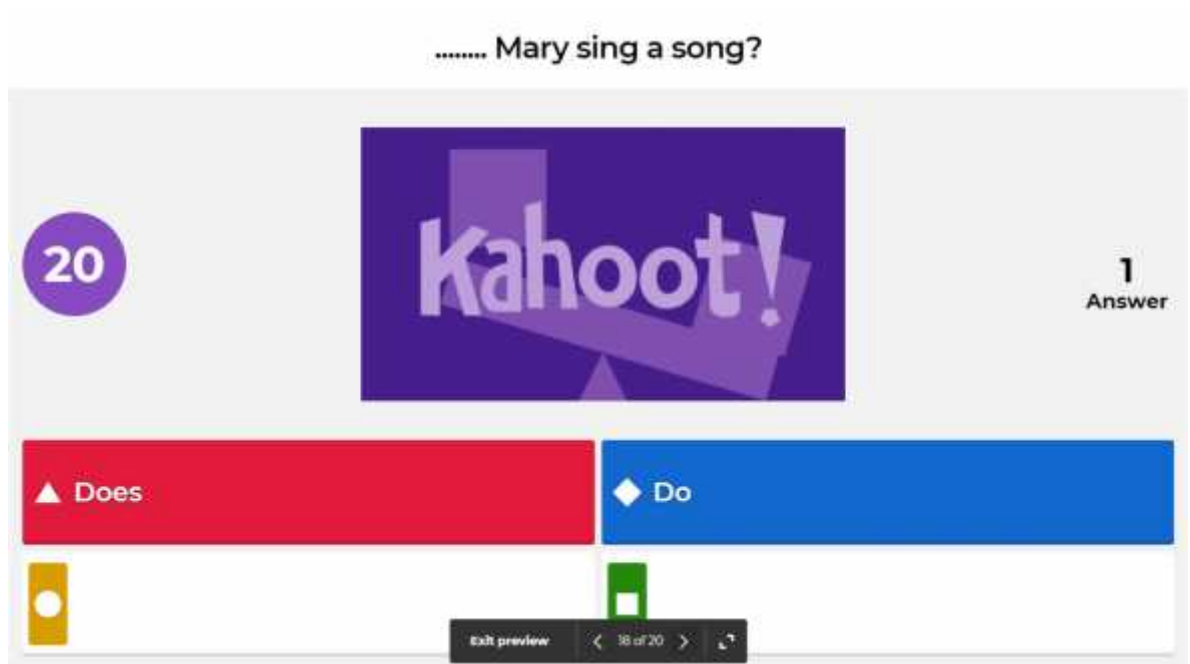 ........ Mary sing a song?
Kahoot!
20
1
Answer
Does
Do
Exit preview
18 of 20